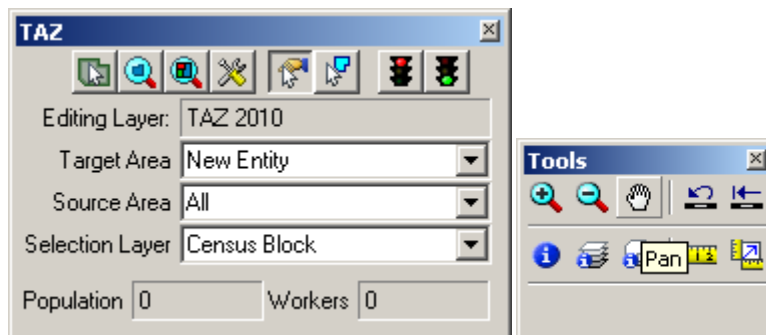 TAZ
Editing Layer: TAZ 2010
Target Area New Entity
Source Area All
Selection Layer Census Block
Population 0 Workers 0
Tools
Pan